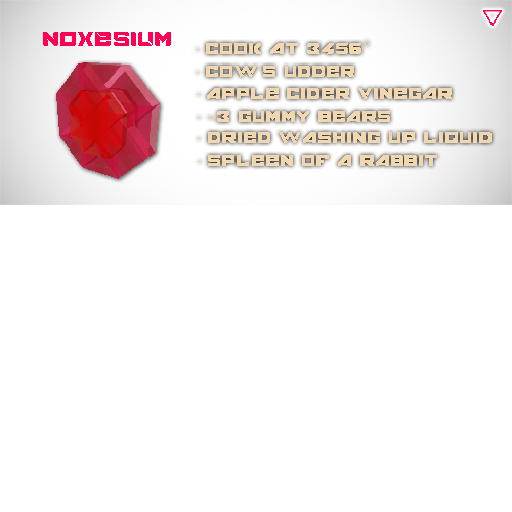 NOXESIUM
· COOK AT 3456°
· COW'S UDDER
· APPLE CIDER VINEGAR
· -3 GUMMY BEARS
· DRIED WASHING UP LIQUID
· SPLEEN OF A RABBIT